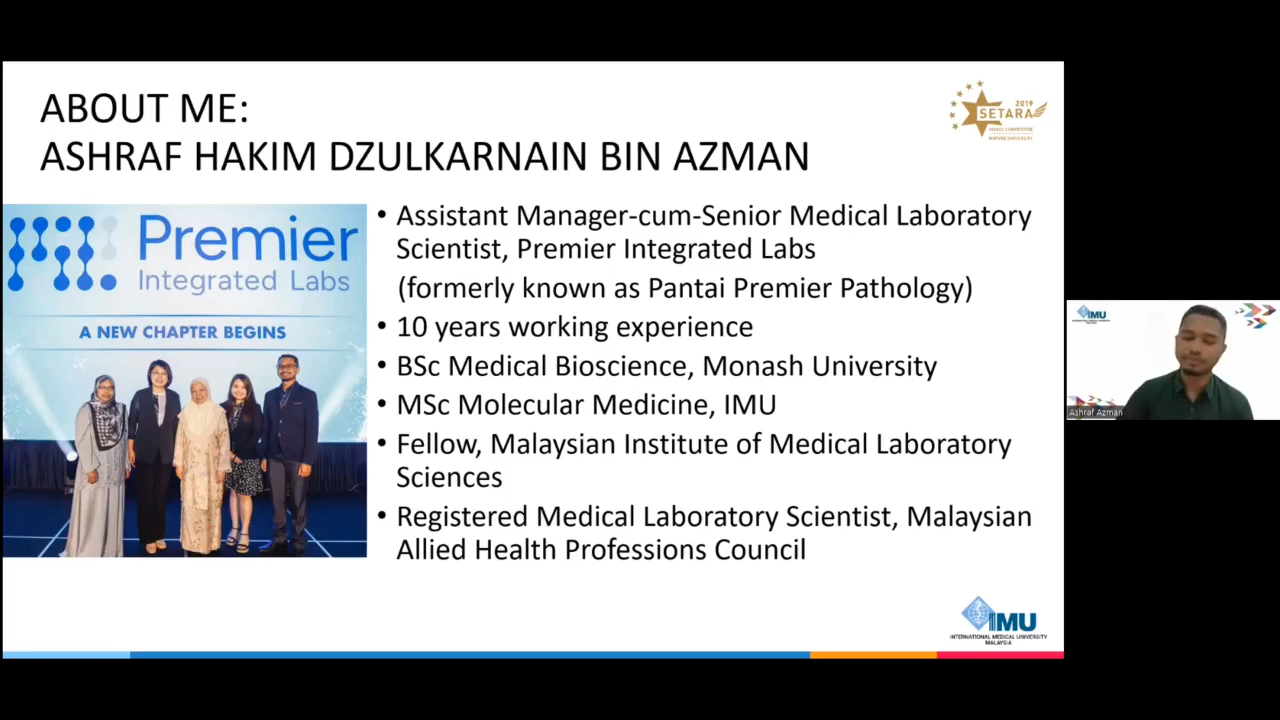 ABOUT ME:
ASHRAF HAKIM DZULKARNAIN BIN AZMAN
2019
SETARA
Premier
Integrated Labs
A NEW CHAPTER BEGINS
• Assistant Manager-cum-Senior Medical Laboratory
Scientist, Premier Integrated Labs
(formerly known as Pantai Premier Pathology)
• 10 years working experience
• BSc Medical Bioscience, Monash University
• MSc Molecular Medicine, IMU
• Fellow, Malaysian Institute of Medical Laboratory
Sciences
• Registered Medical Laboratory Scientist, Malaysian
Allied Health Professions Council
IMU
INTERNATIONAL MEDICAL UNIVERSITY
MALAYSIA
IMU
Ashraf Azman